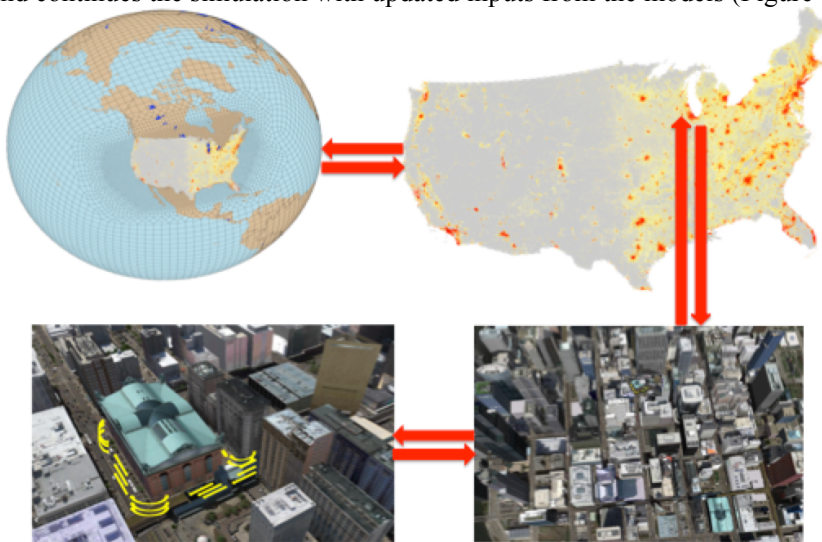 nd continues the simulation with updated inputs from the models (Figure